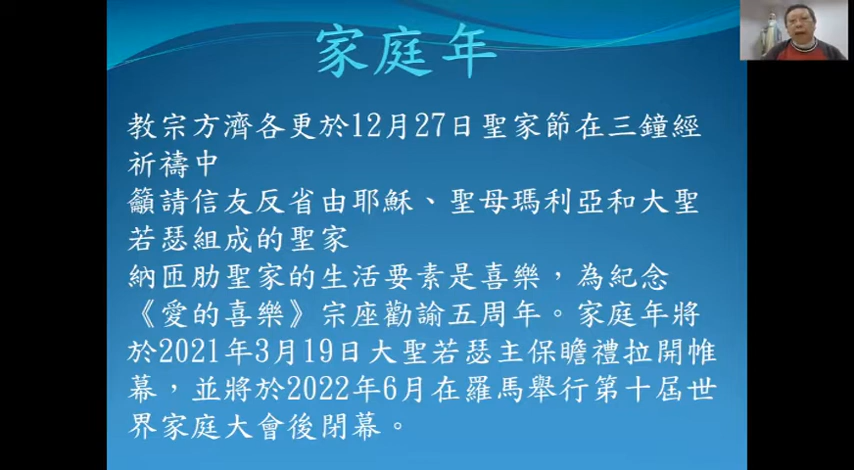 家庭年
教宗方濟各更於12月27日聖家節在三鐘經
祈禱中
籲請信友反省由耶穌、聖母瑪利亞和大聖
若瑟組成的聖家
納匝肋聖家的生活要素是喜樂，為紀念
《愛的喜樂》宗座勸諭五周年。家庭年將
於2021年3月19日大聖若瑟主保瞻禮拉開帷
幕，並將於2022年6月在羅馬舉行第十屆世
界家庭大會後閉幕。